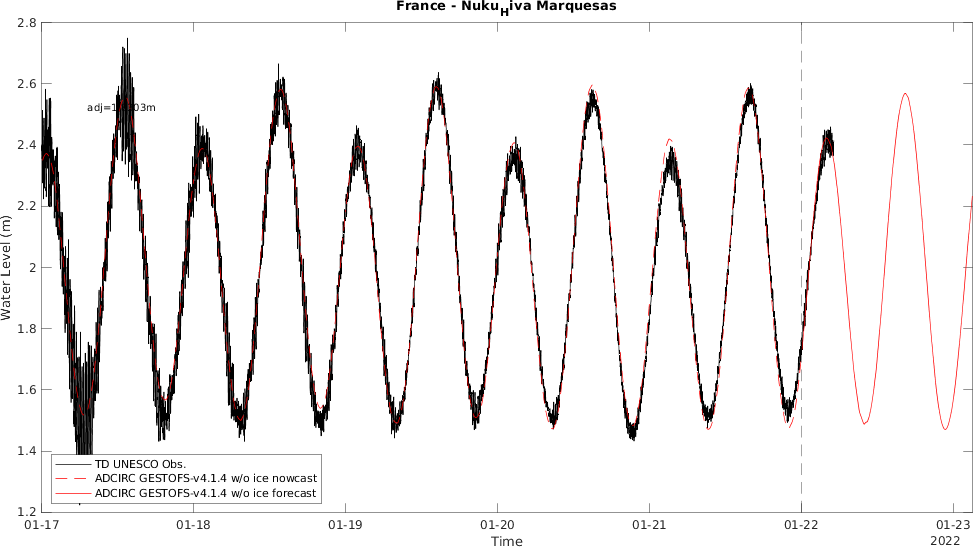 France - Nuku_Hiva Marquesas
2.8
2.6
2.4
2.2
2
1.8
1.6
1.4
1.2
Water Level (m)
TD UNESCO Obs.
ADCIRC GESTOFS-v4.1.4 w/o ice nowcast
ADCIRC GESTOFS-v4.1.4 w/o ice forecast
01-17 01-18 01-19 01-20 01-21 01-22 01-23
Time
2022